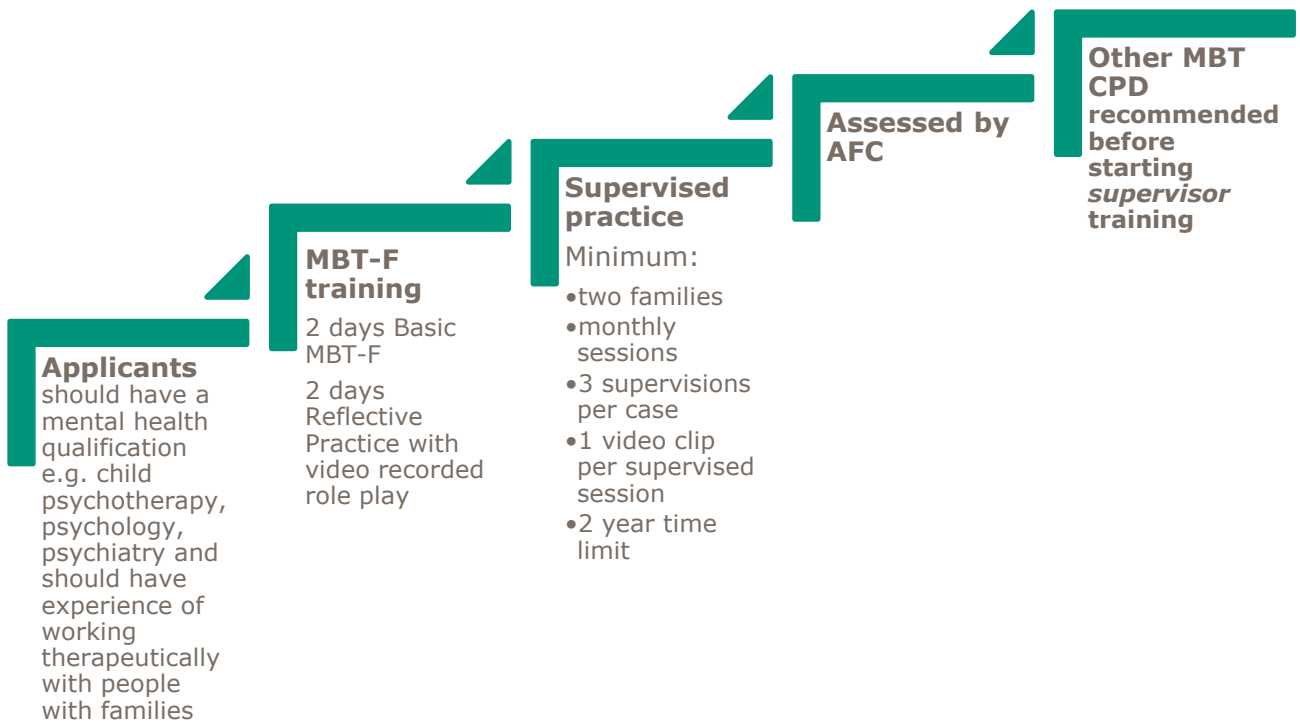 Applicants
should have a
mental health
qualification
e.g. child
psychotherapy,
psychology,
psychiatry and
should have
experience of
working
therapeutically
with people
with families
MBT-F
training
2 days Basic
MBT-F
2 days
Reflective
Practice with
video recorded
role play
Supervised
practice
Minimum:
•two families
•monthly
sessions
•3 supervisions
per case
•1 video clip
per supervised
session
•2 year time
limit
Assessed by
AFC
Other MBT
CPD
recommended
before
starting
supervisor
training